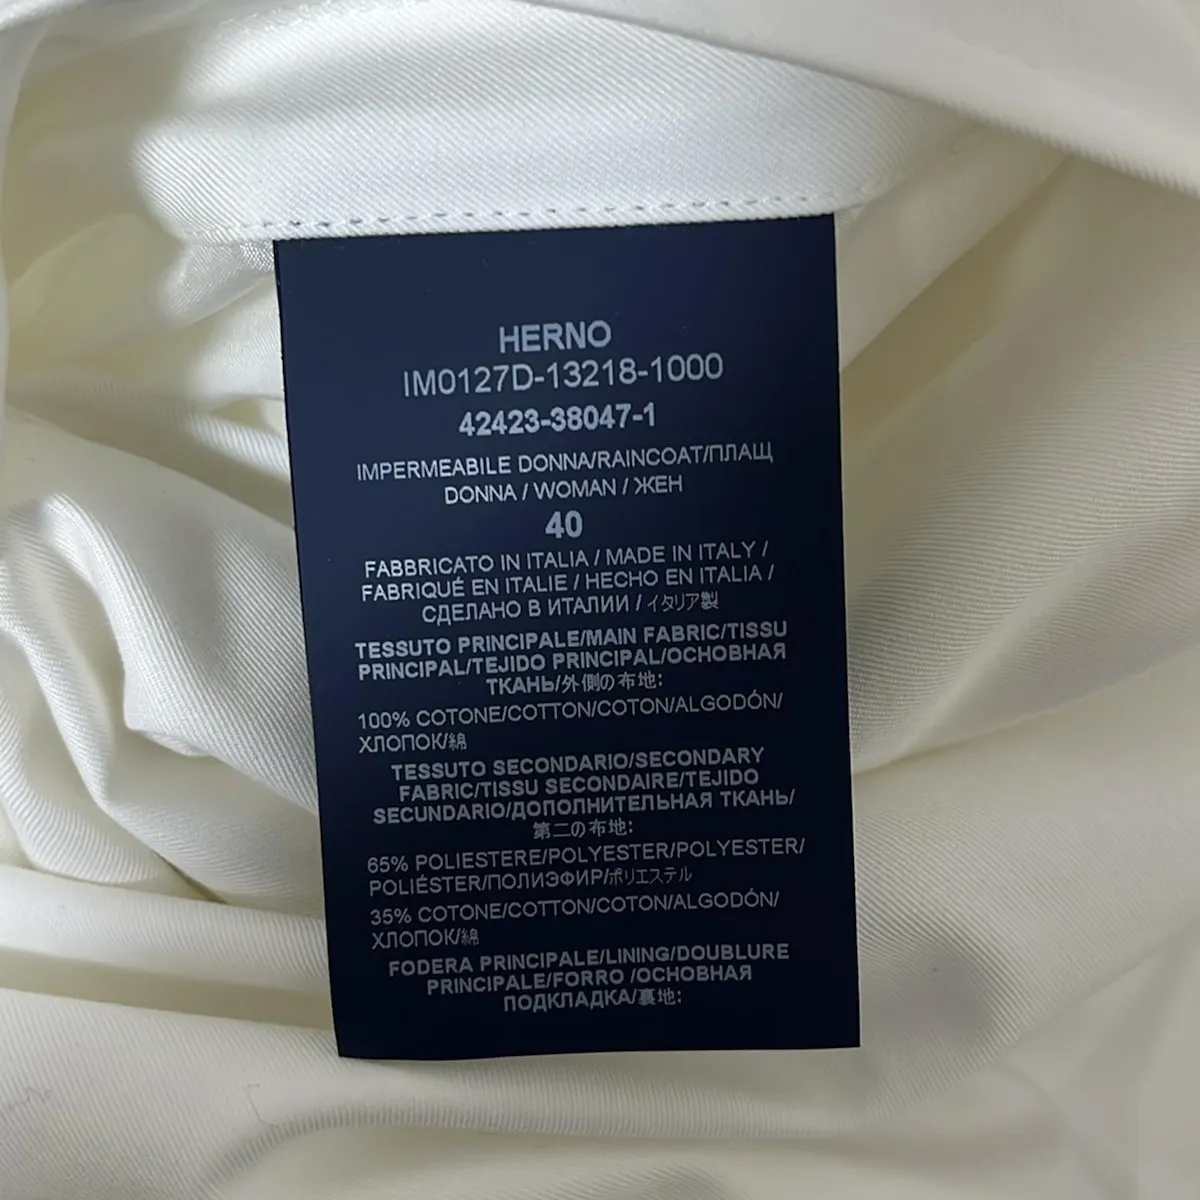 HERNO
IM0127D-13218-1000
42423-38047-1
IMPERMEABILE DONNA/RAINCOAT/ПЛАЩ
DONNA / WOMAN / ЖЕН
40
FABBRICATO IN ITALIA / MADE IN ITALY /
FABRIQUÉ EN ITALIE / HECHO EN ITALIA /
СДЕЛАНО В ИТАЛИИ / イタリア製
TESSUTO PRINCIPALE/MAIN FABRIC/TISSU
PRINCIPAL/TEJIDO PRINCIPAL/ОСНОВНАЯ
ТКАНЬ/外側の布地:
100% COTONE/COTTON/COTON/ALGODÓN/
ХЛОПОК/綿
TESSUTO SECONDARIO/SECONDARY
FABRIC/TISSU SECONDAIRE/TEJIDO
SECUNDARIO/ДОПОЛНИТЕЛЬНАЯ ТКАНЬ/
第二の布地:
65% POLIESTERE/POLYESTER/POLYESTER/
POLIÉSTER/ПОЛИЭФИР/ポリエステル
35% COTONE/COTTON/COTON/ALGODÓN/
ХЛОПОК/綿
FODERA PRINCIPALE/LINING/DOUBLURE
PRINCIPALE/FORRO /ОСНОВНАЯ
ПОДКЛАДКА/裏地: